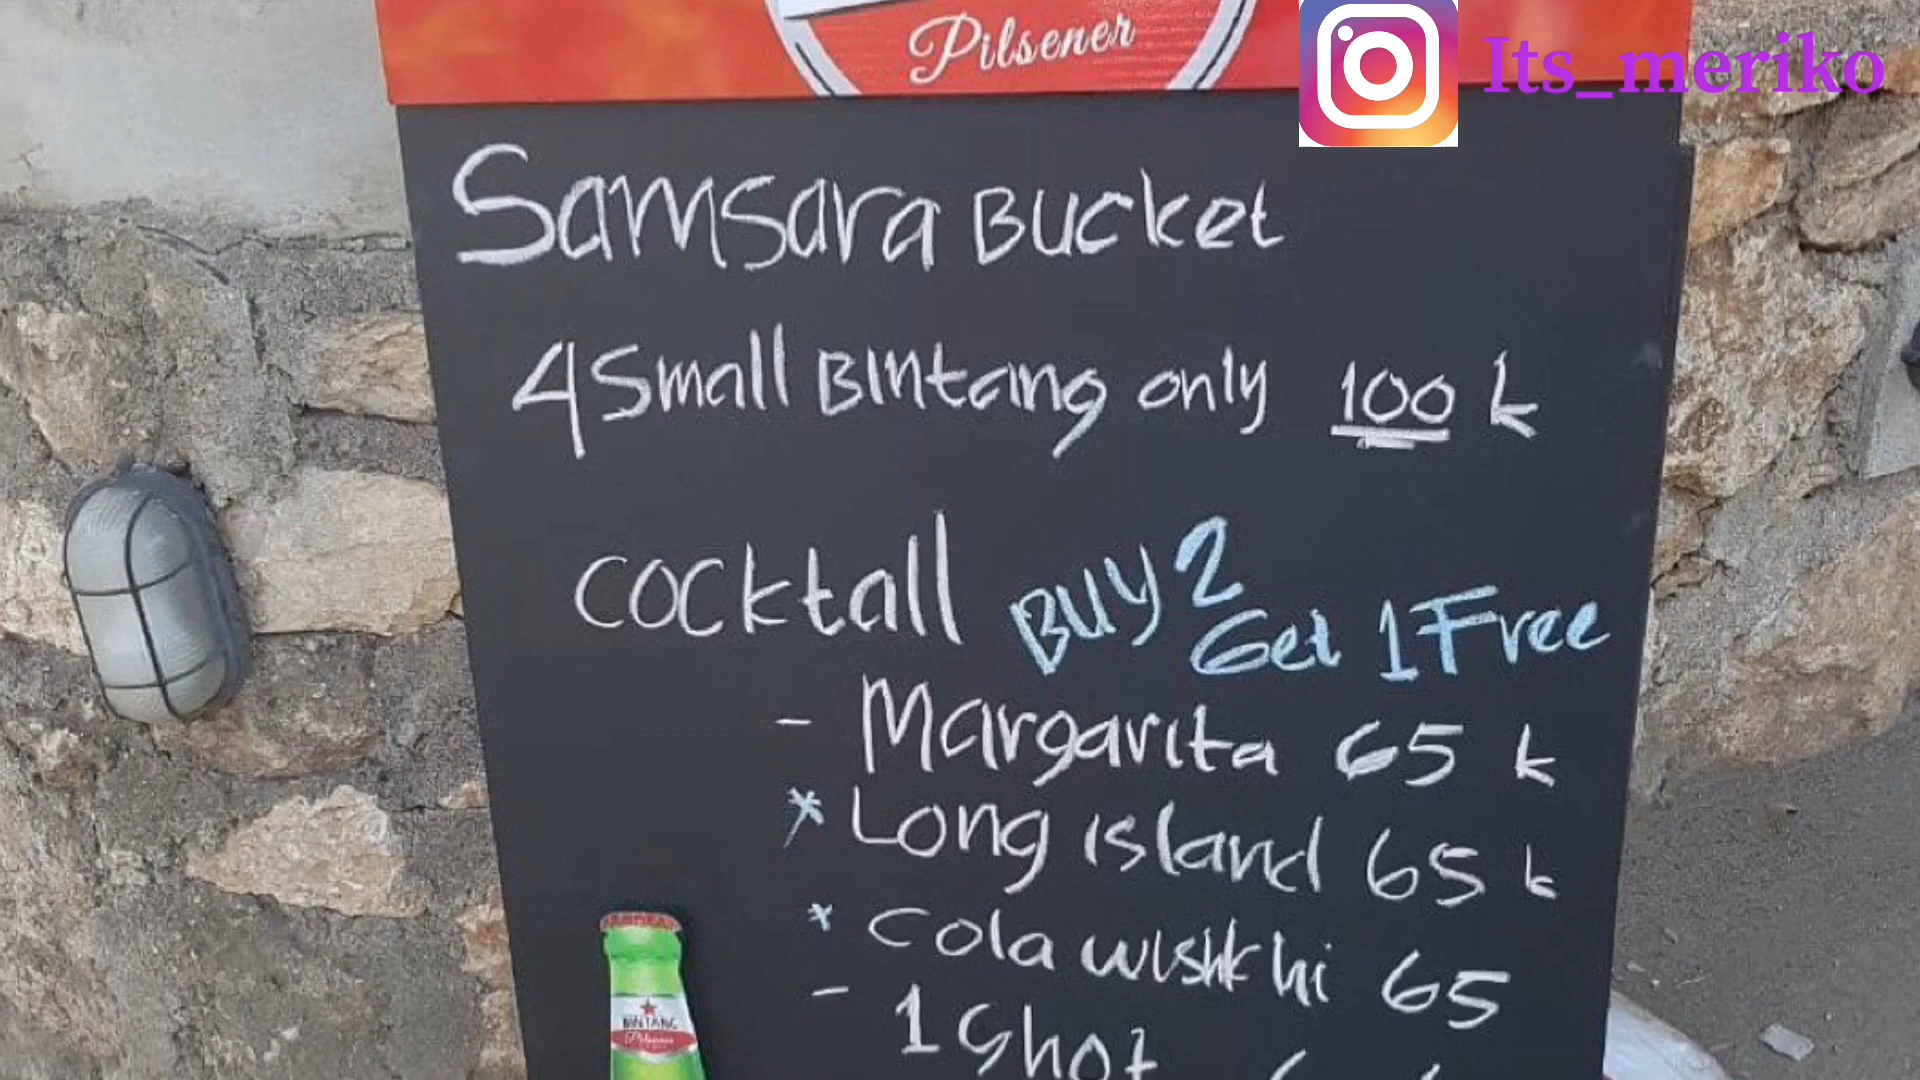 Pilsener
Its_meriko
Samsara Bucket
4 Small Bintang only 100 k
Cocktall Buy 2 Get 1 Free
- Margarita 65 k
* Long island 65 k
* Cola wishkhi 65
- 1 Shot
BINTANG
Pilsener